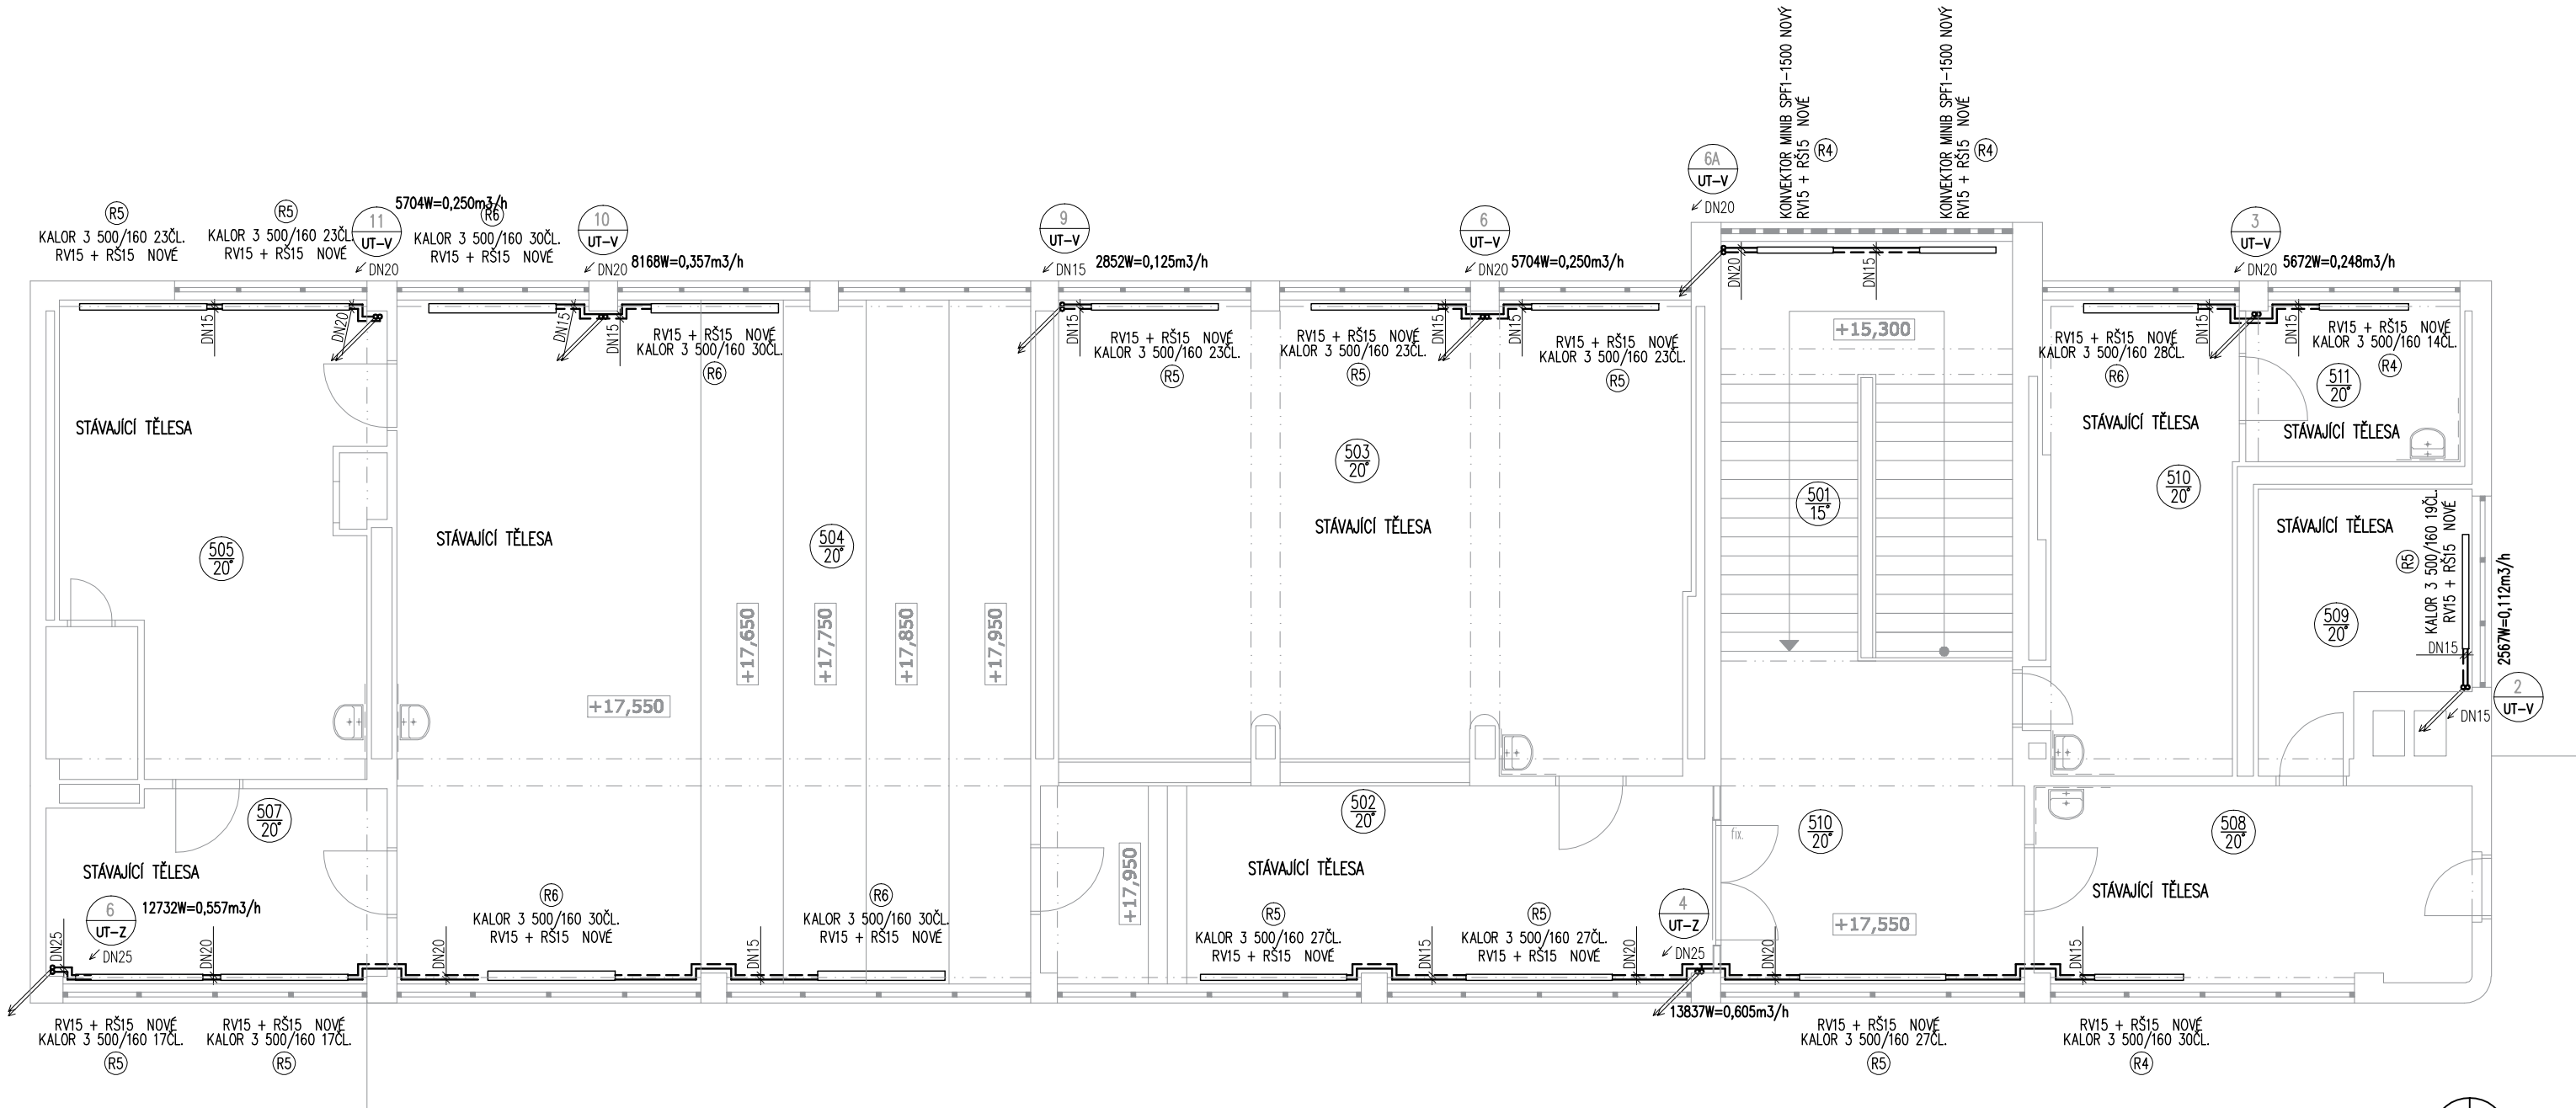 KONVEKTOR MINIB SPF1-1500 NOVÝ
RV15 + RŠ15 NOVÉ
R4
KONVEKTOR MINIB SPF1-1500 NOVÝ
RV15 + RŠ15 NOVÉ
R4
R5
KALOR 3 500/160 23ČL.
RV15 + RŠ15 NOVÉ
R5
KALOR 3 500/160 23ČL.
RV15 + RŠ15 NOVÉ
11
UT-V
DN20
5704W=0,250m3/h
R6
KALOR 3 500/160 30ČL.
RV15 + RŠ15 NOVÉ
10
UT-V
DN20
8168W=0,357m3/h
9
UT-V
DN15
2852W=0,125m3/h
6
UT-V
DN20
5704W=0,250m3/h
6A
UT-V
DN20
3
UT-V
DN20
5672W=0,248m3/h
DN15
DN20
DN15
DN15
RV15 + RŠ15 NOVÉ
KALOR 3 500/160 30ČL.
R6
DN15
RV15 + RŠ15 NOVÉ
KALOR 3 500/160 23ČL.
R5
RV15 + RŠ15 NOVÉ
KALOR 3 500/160 23ČL.
R5
DN15
DN15
RV15 + RŠ15 NOVÉ
KALOR 3 500/160 23ČL.
R5
DN20
DN15
+15,300
RV15 + RŠ15 NOVÉ
KALOR 3 500/160 28ČL.
R6
DN15
DN15
RV15 + RŠ15 NOVÉ
KALOR 3 500/160 14ČL.
R4
511
20°
STÁVAJÍCÍ TĚLESA
STÁVAJÍCÍ TĚLESA
STÁVAJÍCÍ TĚLESA
503
20°
STÁVAJÍCÍ TĚLESA
501
15°
510
20°
STÁVAJÍCÍ TĚLESA
R5
KALOR 3 500/160 19ČL.
RV15 + RŠ15 NOVÉ
2567W=0,112m3/h
505
20°
STÁVAJÍCÍ TĚLESA
504
20°
509
20°
DN15
2
UT-V
DN15
+17,650
+17,750
+17,850
+17,950
+17,550
507
20°
STÁVAJÍCÍ TĚLESA
502
20°
STÁVAJÍCÍ TĚLESA
+17,950
fix.
510
20°
508
20°
STÁVAJÍCÍ TĚLESA
+17,550
6
UT-Z
DN25
12732W=0,557m3/h
DN25
DN20
DN20
R6
KALOR 3 500/160 30ČL.
RV15 + RŠ15 NOVÉ
DN15
R6
KALOR 3 500/160 30ČL.
RV15 + RŠ15 NOVÉ
R5
KALOR 3 500/160 27ČL.
RV15 + RŠ15 NOVÉ
DN15
R5
KALOR 3 500/160 27ČL.
RV15 + RŠ15 NOVÉ
DN20
4
UT-Z
DN25
DN20
DN15
13837W=0,605m3/h
RV15 + RŠ15 NOVÉ
KALOR 3 500/160 17ČL.
R5
RV15 + RŠ15 NOVÉ
KALOR 3 500/160 17ČL.
R5
RV15 + RŠ15 NOVÉ
KALOR 3 500/160 27ČL.
R5
RV15 + RŠ15 NOVÉ
KALOR 3 500/160 30ČL.
R4